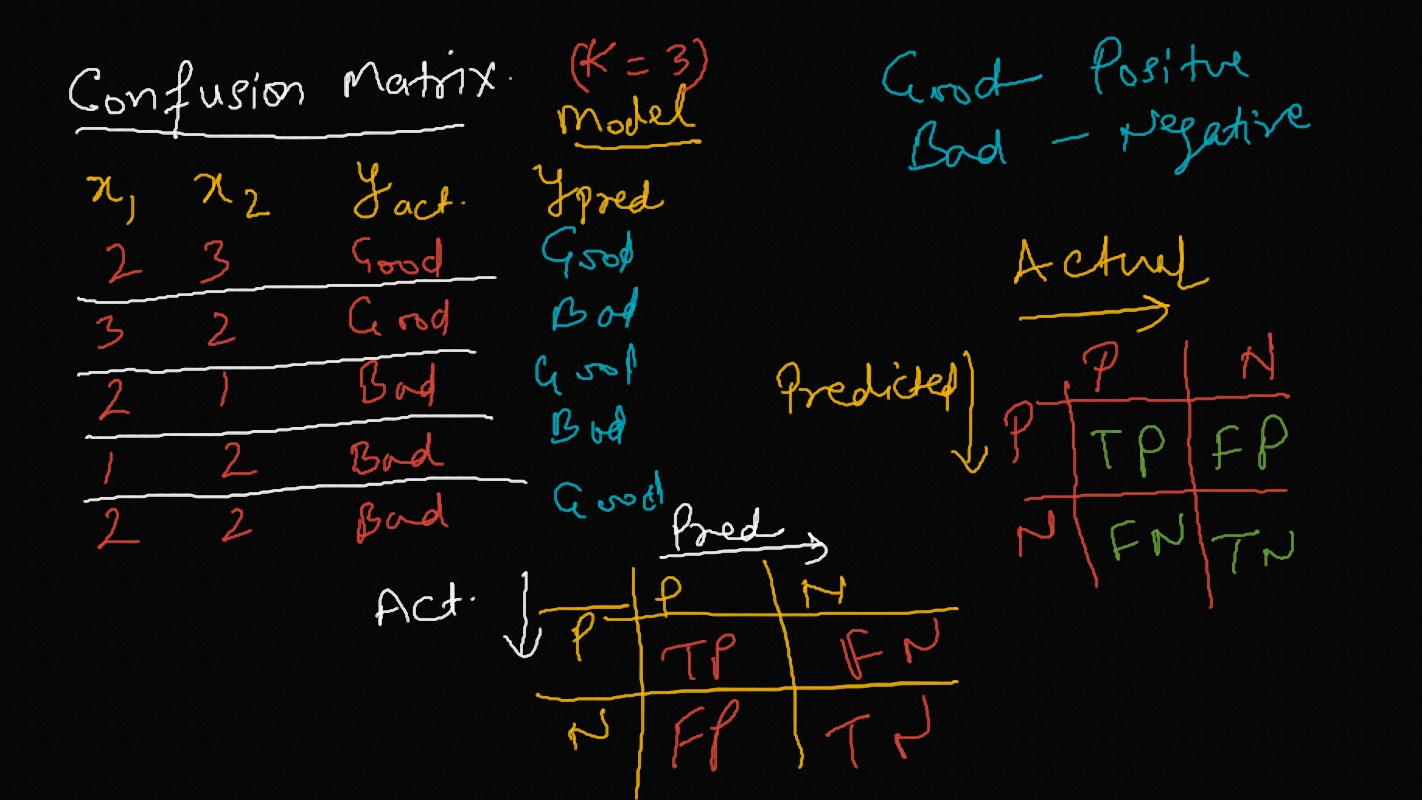 Confusion Matrix. (K = 3)
Model
Good Positive
Bad - Negative
x1 x2 Yact. Ypred
2 3 Good Good
3 2 Good Bad
2 1 Bad Good
1 2 Bad Bad
2 2 Bad Good
Actual
Predicted
P N
P TP FP
N FN TN
Pred
Act.
P N
P TP FN
N FP TN